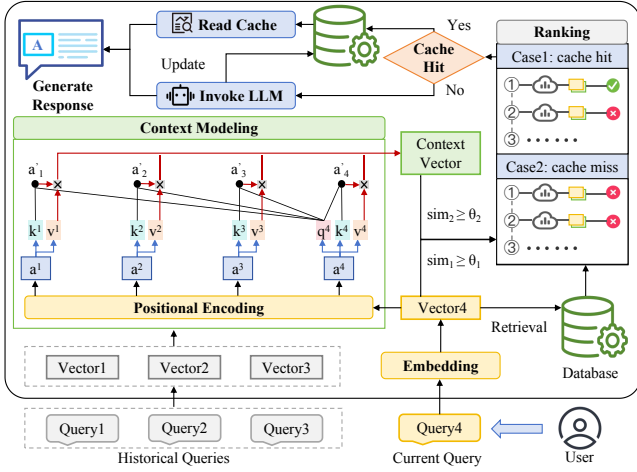 Ranking
Case1: cache hit
①
②
③ ......
Case2: cache miss
①
②
③ ......
Yes
Cache
Hit
No
Read Cache
Update
Invoke LLM
A
Generate
Response
Context Modeling
a'1 a'2 a'3 a'4
k1 v1 k2 v2 k3 v3 q4 k4 v4
a1 a2 a3 a4
Positional Encoding
Context
Vector
sim2 ≥ θ2
sim1 ≥ θ1
Vector4
Retrieval
Database
Embedding
Vector1 Vector2 Vector3
Query1 Query2 Query3
Query4
Historical Queries
Current Query
User